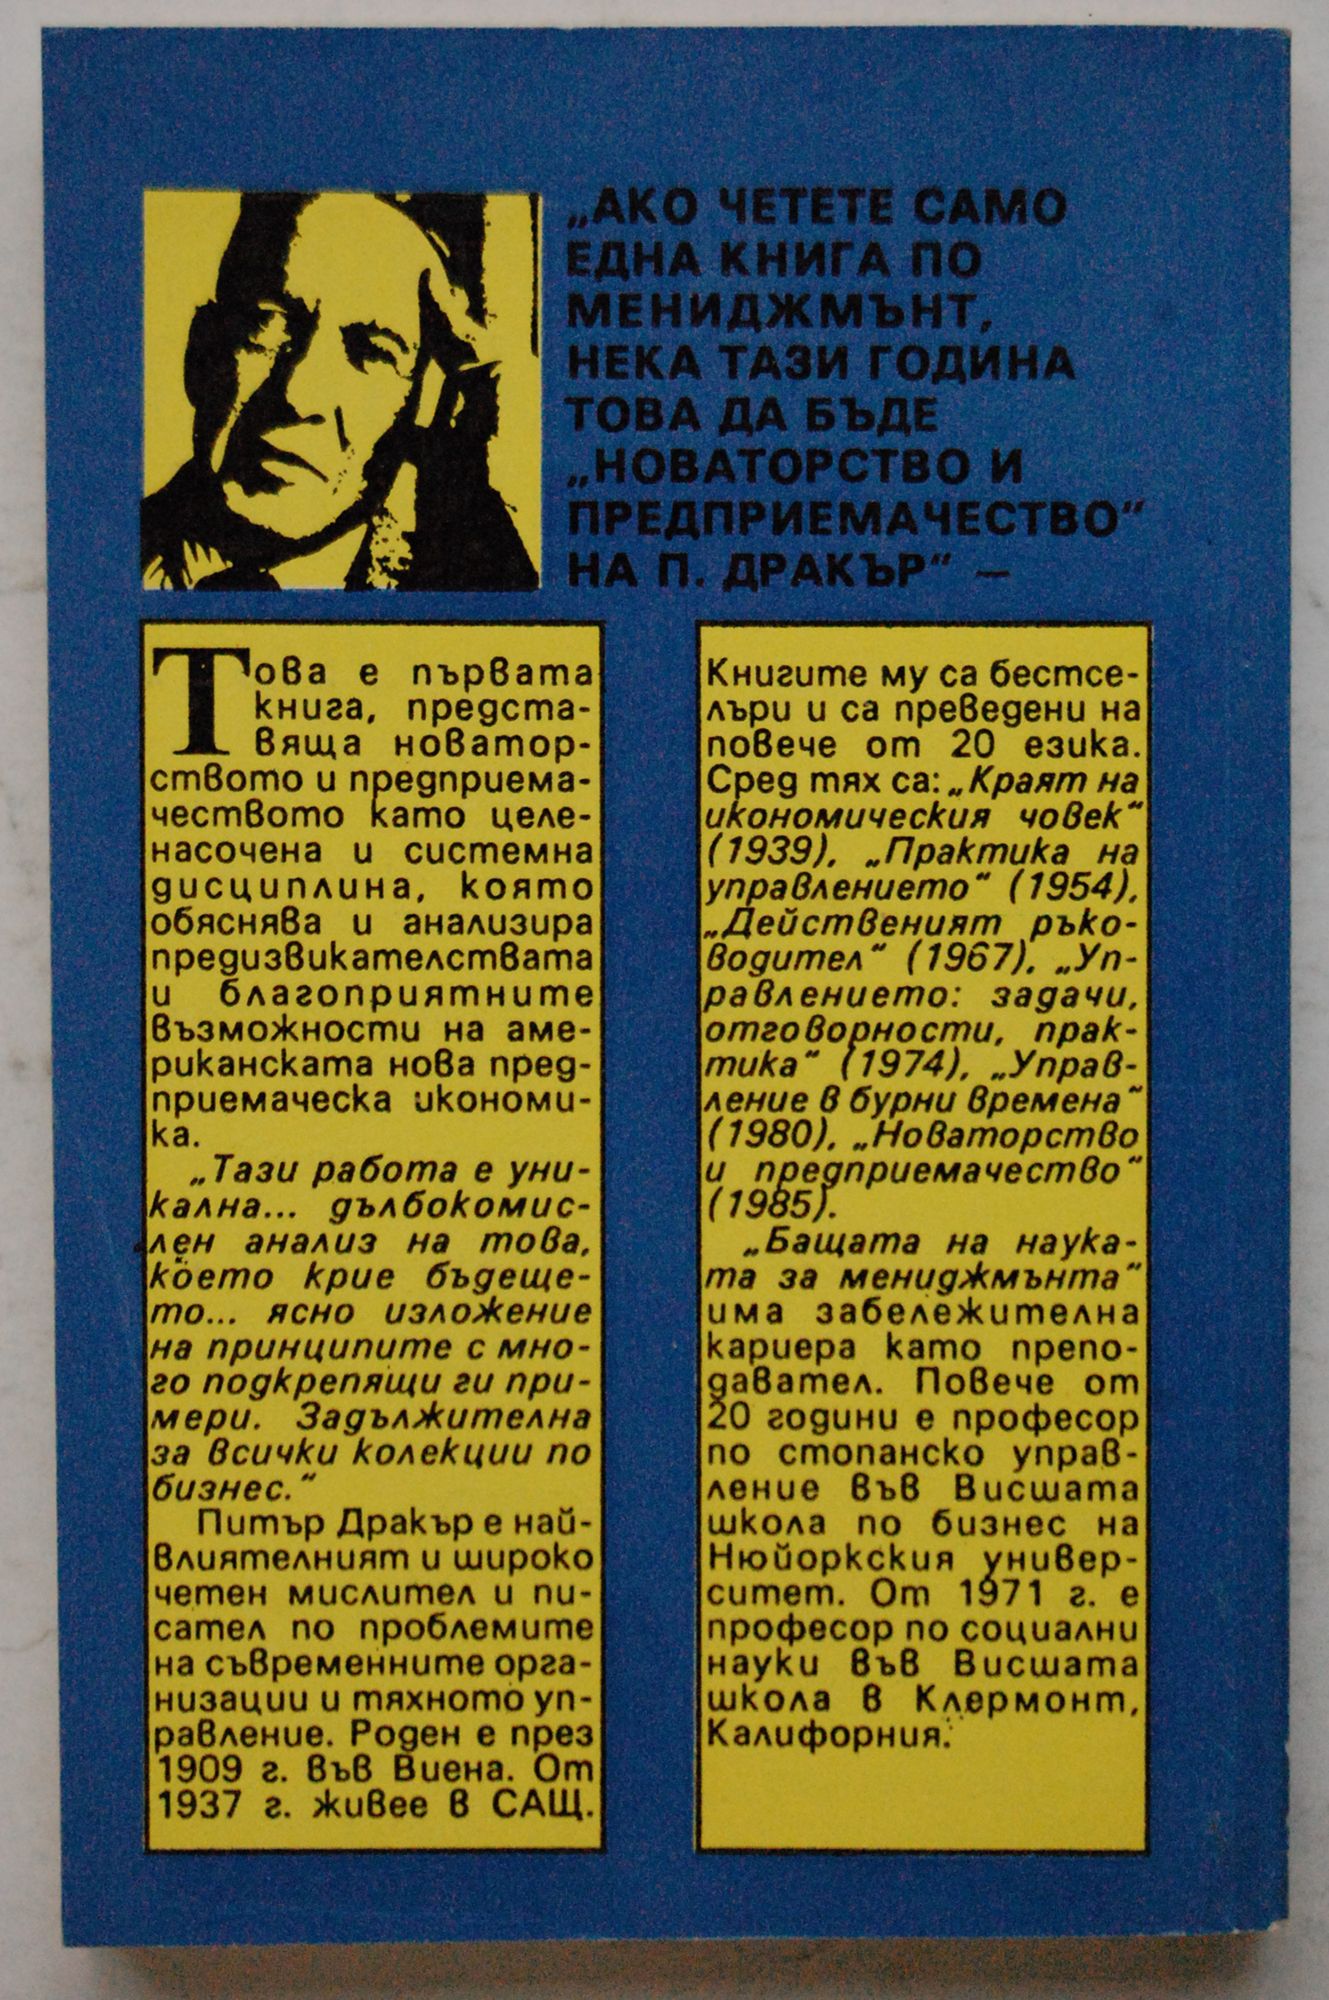 „АКО ЧЕТЕТЕ САМО
ЕДНА КНИГА ПО
МЕНИДЖМЪНТ,
НЕКА ТАЗИ ГОДИНА
ТОВА ДА БЪДЕ
„НОВАТОРСТВО И
ПРЕДПРИЕМАЧЕСТВО“
НА П. ДРАКЪР“ –
Това е първата
книга, предста-
вяща новатор-
ството и предприема-
чеството като целе-
насочена и системна
дисциплина, която
обяснява и анализира
предизвикателствата
и благоприятните
възможности на аме-
риканската нова пред-
приемаческа икономи-
ка.
„Тази работа е уни-
кална... дълбокомис-
лен анализ на това,
което крие бъдеще-
то... ясно изложение
на принципите с мно-
го подкрепящи ги при-
мери. Задължителна
за всички колекции по
бизнес.“
Питър Дракър е най-
влиятелният и широко
четен мислител и пи-
сател по проблемите
на съвременните орга-
низации и тяхното уп-
равление. Роден е през
1909 г. във Виена. От
1937 г. живее в САЩ.
Книгите му са бестсе-
лъри и са преведени на
повече от 20 езика.
Сред тях са: „Краят на
икономическия човек“
(1939), „Практика на
управлението“ (1954),
„Действеният ръко-
водител“ (1967), „Уп-
равлението: задачи,
отговорности, прак-
тика“ (1974), „Управ-
ление в бурни времена“
(1980), „Новаторство
и предприемачество“
(1985).
„Бащата на наука-
та за мениджмънта“
има забележителна
кариера като препо-
давател. Повече от
20 години е професор
по стопанско управ-
ление във Висшата
школа по бизнес на
Нюйоркския универ-
ситет. От 1971 г. е
професор по социални
науки във Висшата
школа в Клермонт,
Калифорния.